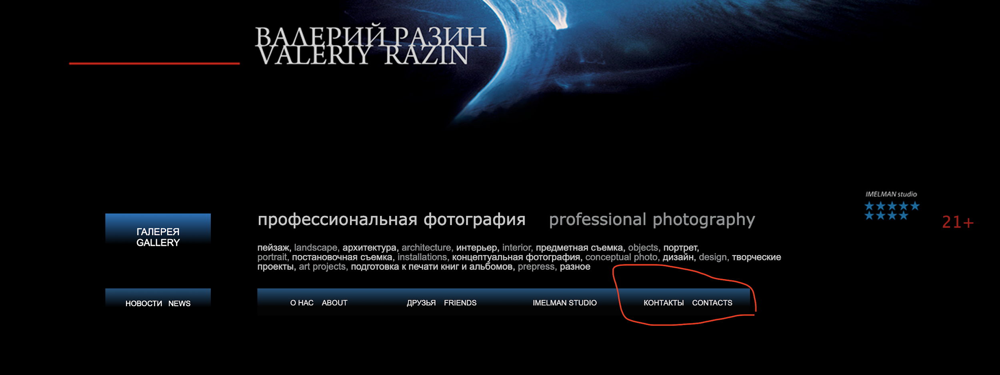 ВАЛЕРИЙ РАЗИН
VALERIY RAZIN
IMELMAN studio
профессиональная фотография professional photography
21+
ГАЛЕРЕЯ
GALLERY
пейзаж, landscape, архитектура, architecture, интерьер, interior, предметная съемка, objects, портрет,
portrait, постановочная съемка, installations, концептуальная фотография, conceptual photo, дизайн, design, творческие
проекты, art projects, подготовка к печати книг и альбомов, prepress, разное
НОВОСТИ NEWS
О НАС ABOUT
ДРУЗЬЯ FRIENDS
IMELMAN STUDIO
КОНТАКТЫ CONTACTS